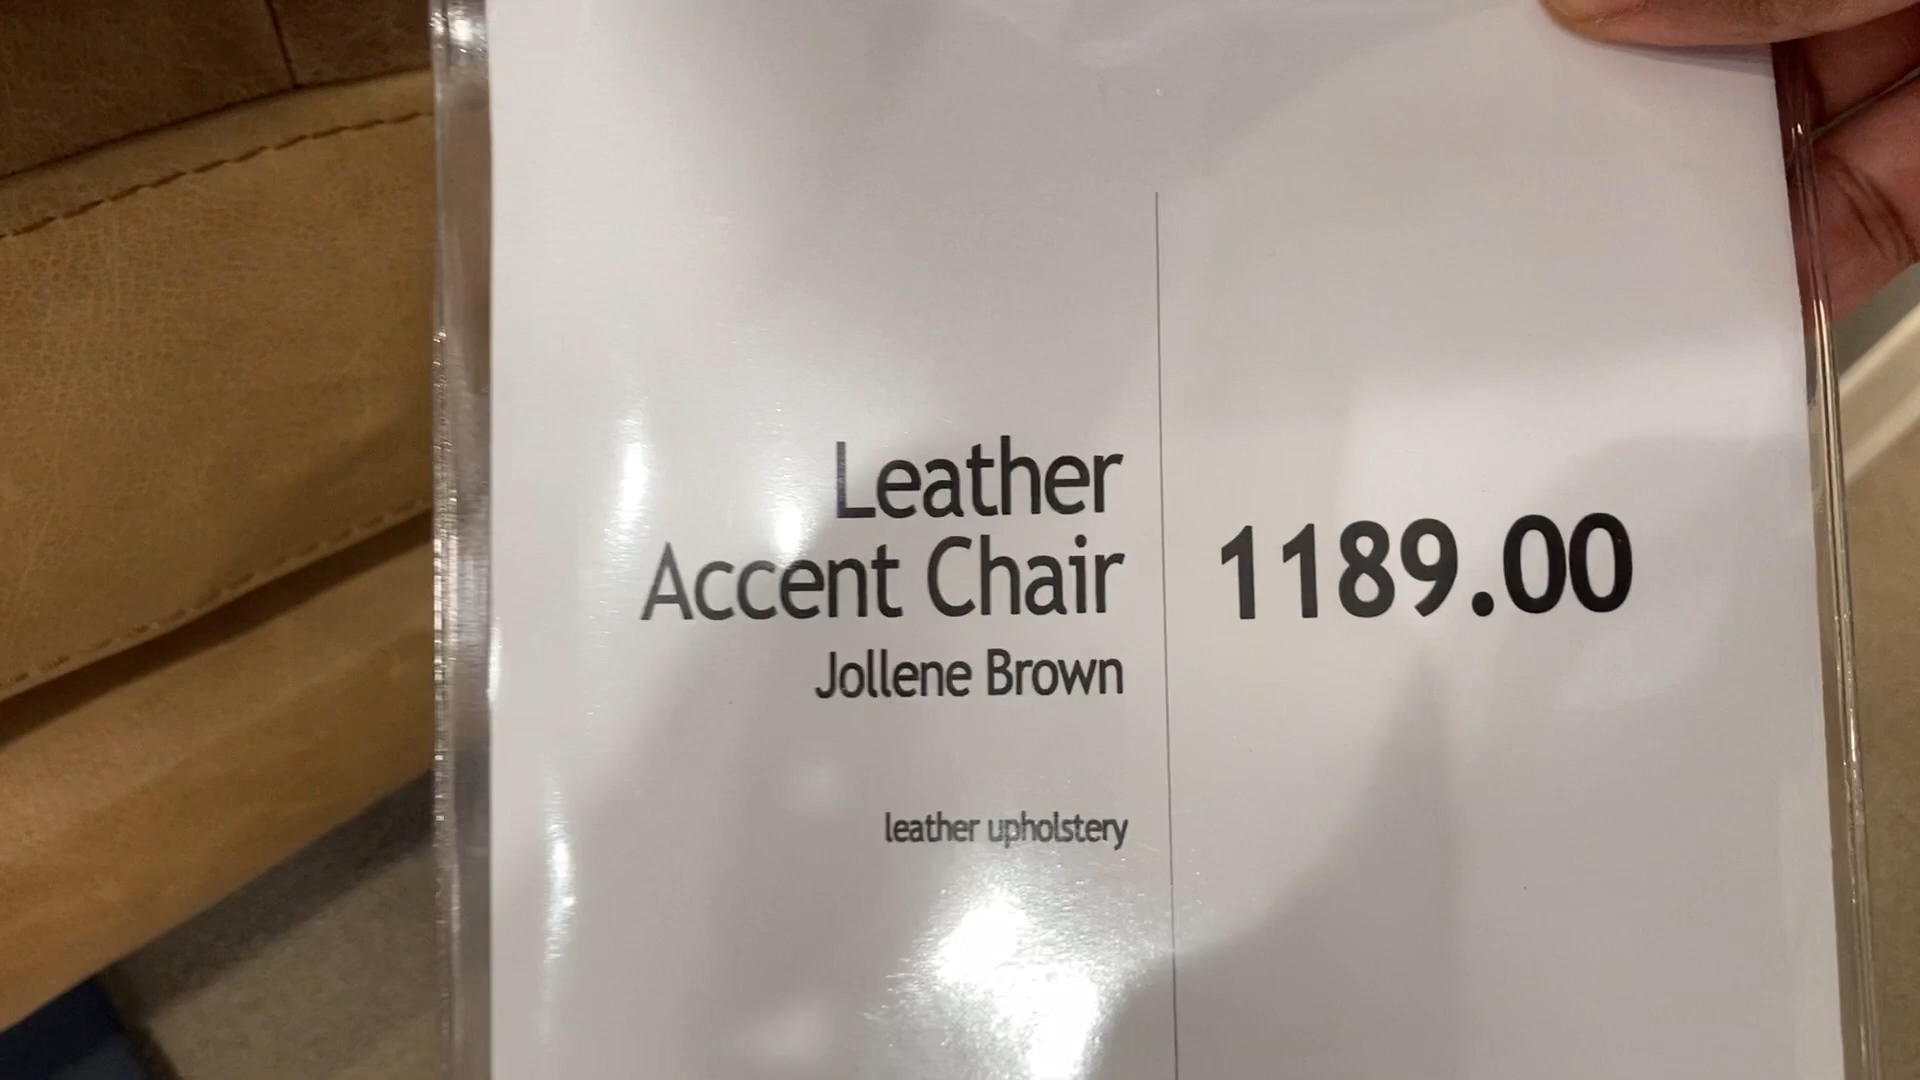 Leather
Accent Chair
Jollene Brown
leather upholstery
1189.00